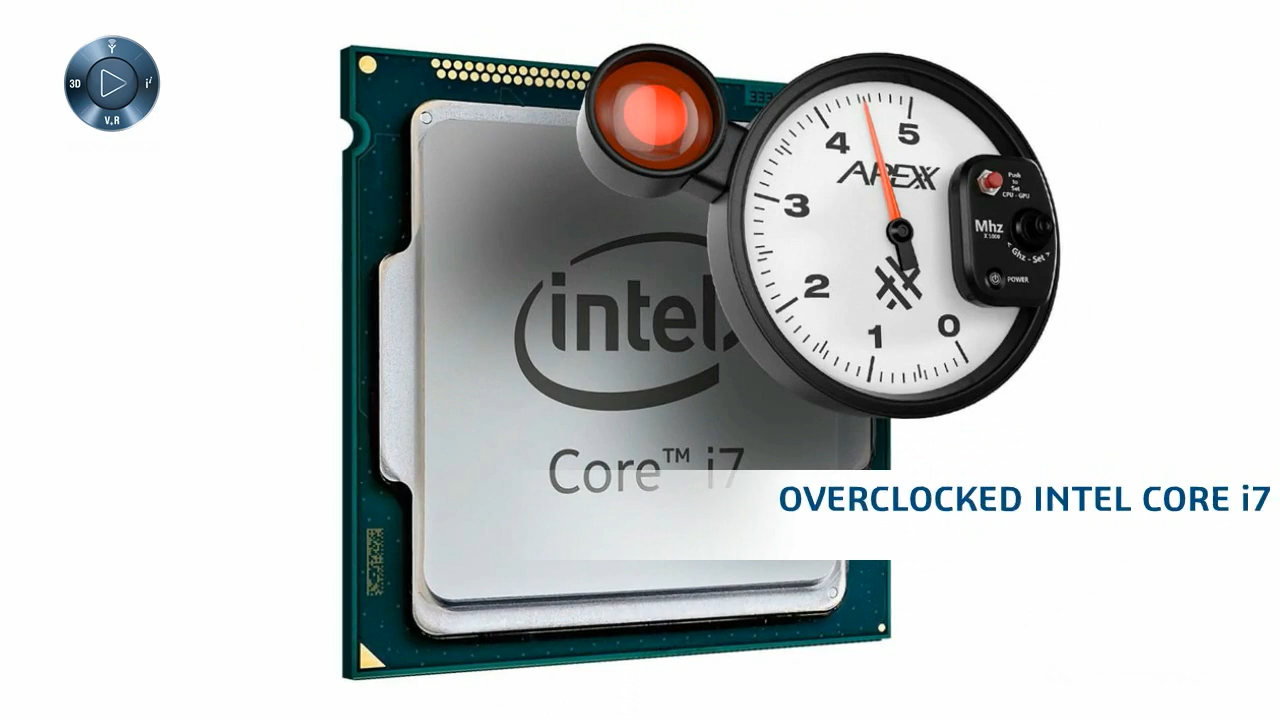 3D
i
V,R
intel
Core™ i7
5
4
APEXX
3
2
1
0
Push
to
Set
CPU - GPU
Mhz
X 1000
< Ghz - Set >
POWER
OVERCLOCKED INTEL CORE i7